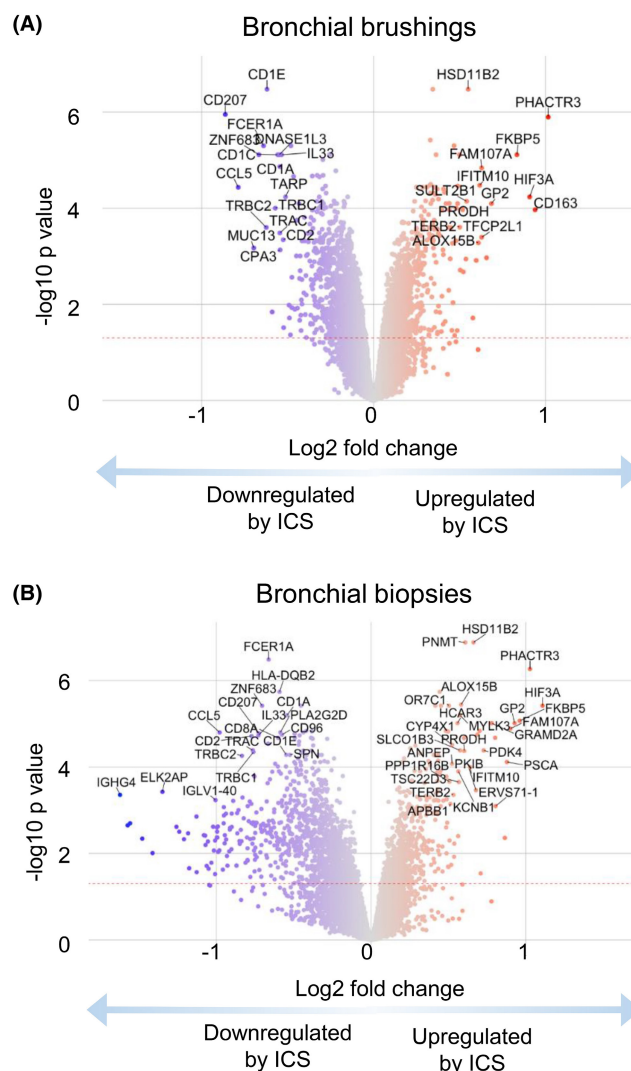 (A)
Bronchial brushings
CD1E
HSD11B2
CD207
PHACTR3
6
FCER1A
ZNF683
DNASE1L3
FKBP5
CD1C
IL33
FAM107A
CCL5
CD1A
IFITM10
HIF3A
TARP
SULT2B1
GP2
CD163
4
TRBC2
TRBC1
PRODH
TRAC
TERB2
TFCP2L1
MUC13
CD2
ALOX15B
CPA3
2
0
-log10 p value
-1
0
1
Log2 fold change
Downregulated
by ICS
Upregulated
by ICS
(B)
Bronchial biopsies
HSD11B2
FCER1A
PNMT
PHACTR3
6
HLA-DQB2
ZNF683
ALOX15B
HIF3A
CD207
CD1A
OR7C1
GP2
FKBP5
CCL5
IL33
PLA2G2D
HCAR3
FAM107A
CD8A
CD96
CYP4X1
MYLK3
GRAMD2A
CD2
TRAC
CD1E
SLCO1B3
PRODH
TRBC2
SPN
ANPEP
PDK4
4
PPP1R16B
PKIB
PSCA
IGHG4
ELK2AP
TRBC1
TSC22D3
IFITM10
IGLV1-40
TERB2
ERVS71-1
APBB1
KCNB1
2
0
-log10 p value
-1
0
1
Log2 fold change
Downregulated
by ICS
Upregulated
by ICS